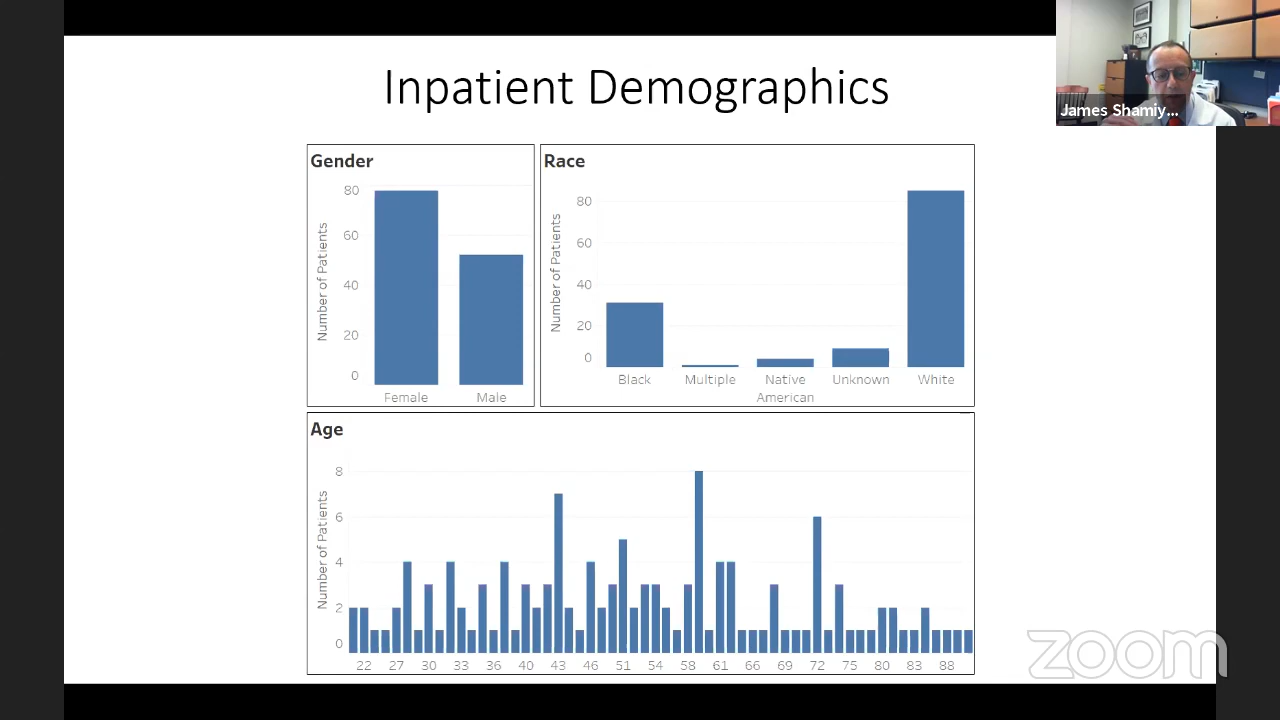 Inpatient Demographics
James Shamiy...
Gender
Number of Patients
80
60
40
20
0
Female Male
Race
Number of Patients
80
60
40
20
0
Black Multiple Native American Unknown White
Age
Number of Patients
8
6
4
2
0
22 27 30 33 36 40 43 46 51 54 58 61 66 69 72 75 80 83 88
zoom